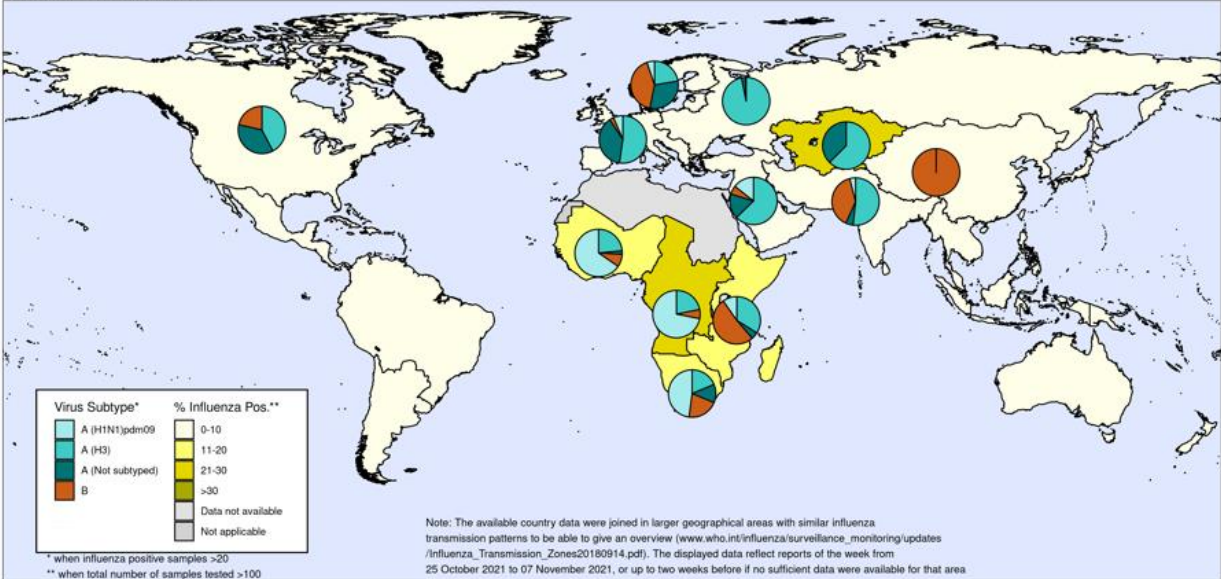 Virus Subtype*
A (H1N1)pdm09
A (H3)
A (Not subtyped)
B
% Influenza Pos.**
0-10
11-20
21-30
>30
Data not available
Not applicable
* when influenza positive samples >20
** when total number of samples tested >100
Note: The available country data were joined in larger geographical areas with similar influenza
transmission patterns to be able to give an overview (www.who.int/influenza/surveillance_monitoring/updates
/Influenza_Transmission_Zones20180914.pdf). The displayed data reflect reports of the week from
25 October 2021 to 07 November 2021, or up to two weeks before if no sufficient data were available for that area